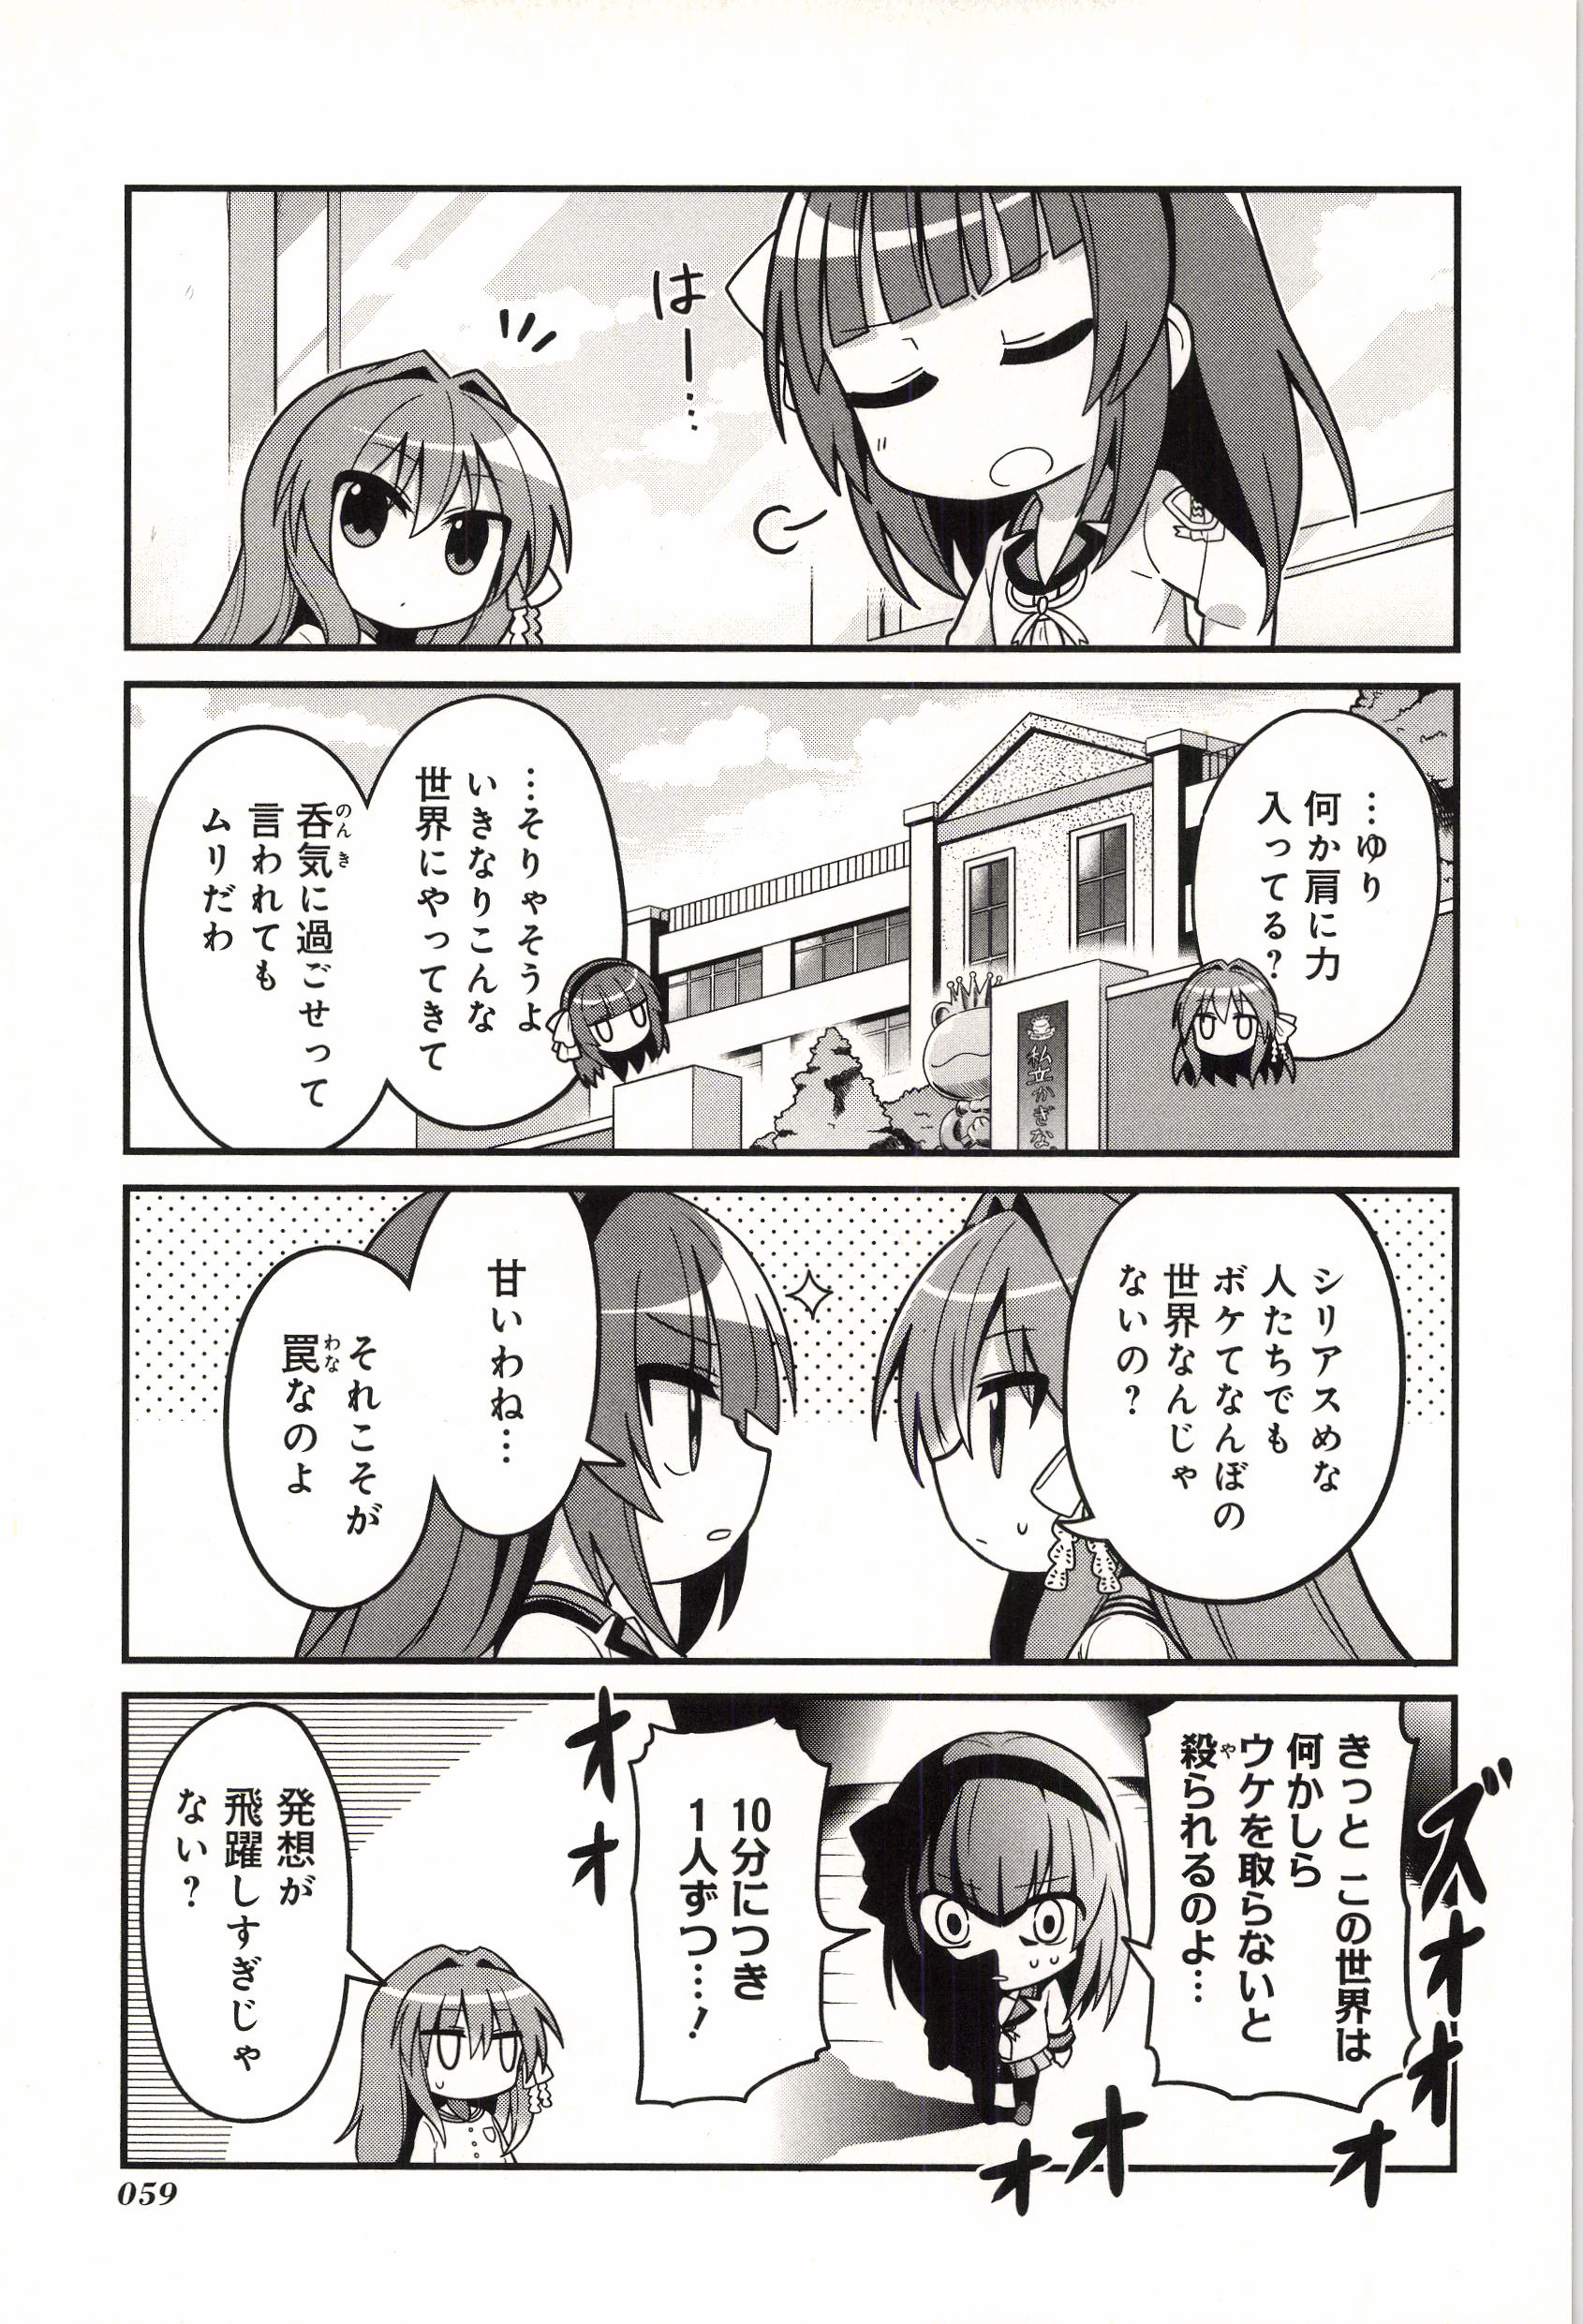 はー…
…ゆり
何か肩に力
入ってる?
私立かぎな
…そりゃそうよ
いきなりこんな
世界にやってきて
呑気に過ごせって
のんき
言われても
ムリだわ
シリアスめな
人たちでも
ボケてなんぼの
世界なんじゃ
ないの?
甘いわね…
それこそが
罠なのよ
わな
きっと この世界は
何かしら
ウケを取らないと
殺られるのよ…
や
10分につき
1人ずつ…!
ズオオオオオ
オオ
発想が
飛躍しすぎじゃ
ない?
059